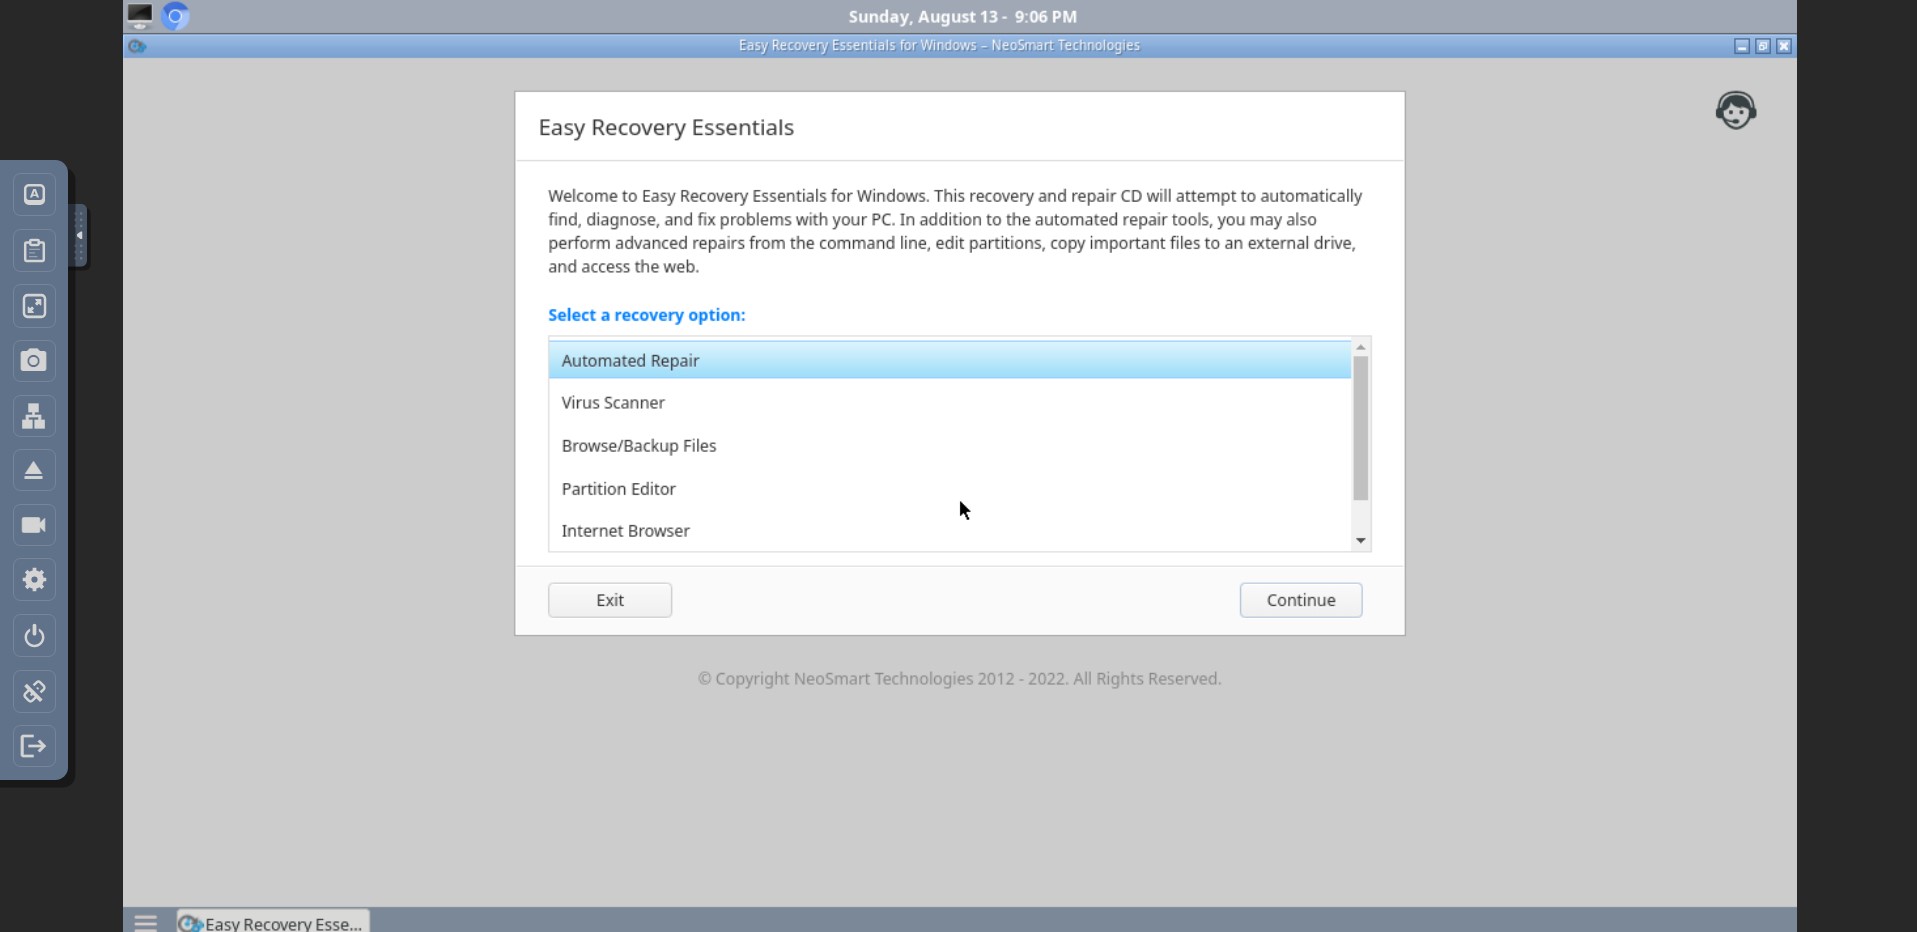 Sunday, August 13 - 9:06 PM
Easy Recovery Essentials for Windows – NeoSmart Technologies
Easy Recovery Essentials
Welcome to Easy Recovery Essentials for Windows. This recovery and repair CD will attempt to automatically
find, diagnose, and fix problems with your PC. In addition to the automated repair tools, you may also
perform advanced repairs from the command line, edit partitions, copy important files to an external drive,
and access the web.
Select a recovery option:
Automated Repair
Virus Scanner
Browse/Backup Files
Partition Editor
Internet Browser
Exit
Continue
© Copyright NeoSmart Technologies 2012 - 2022. All Rights Reserved.
Easy Recovery Esse...
A